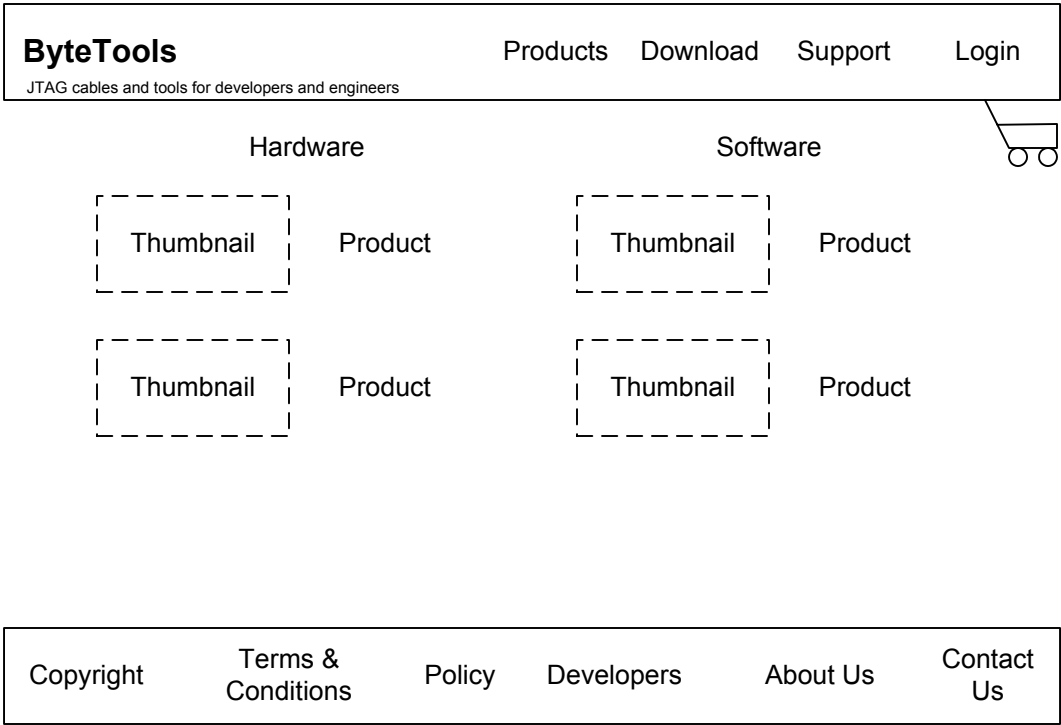 ByteTools
JTAG cables and tools for developers and engineers
Products Download Support Login
Hardware Software
Thumbnail Product Thumbnail Product
Thumbnail Product Thumbnail Product
Copyright Terms & Conditions Policy Developers About Us Contact Us